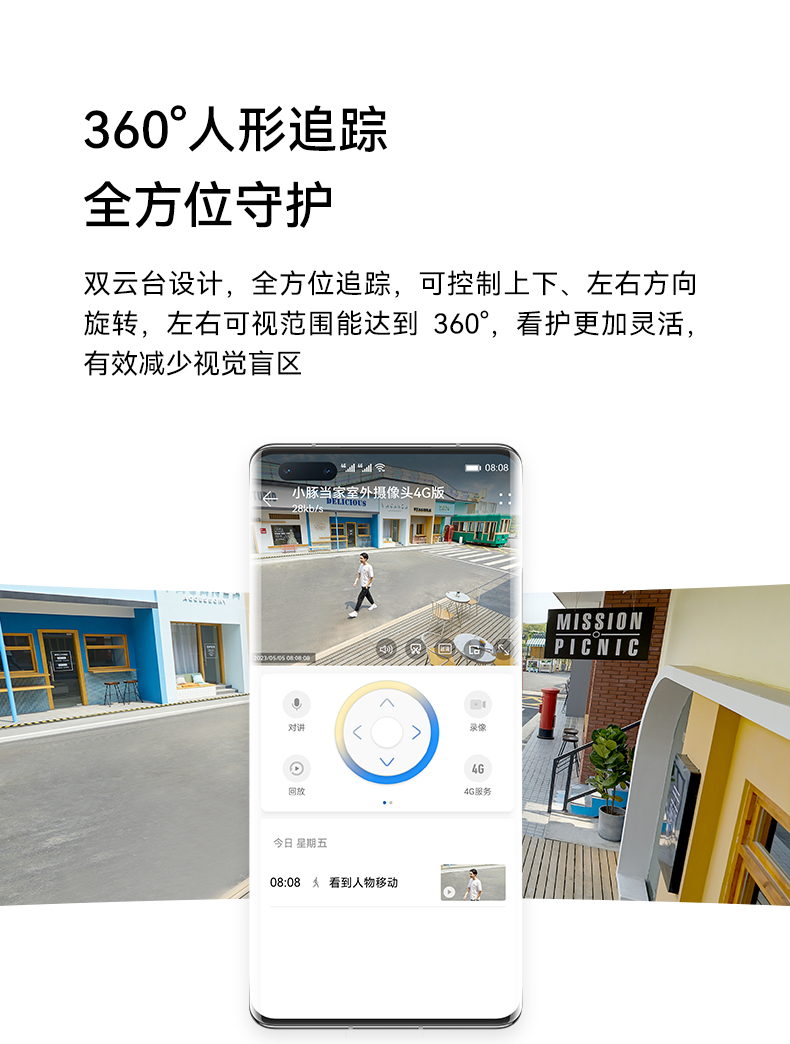 360°人形追踪
全方位守护
双云台设计，全方位追踪，可控制上下、左右方向
旋转，左右可视范围能达到 360°，看护更加灵活，
有效减少视觉盲区
08:08
小豚当家室外摄像头4G版
28kb/s
DELICIOUS
2023/05/05 08:08:08
MISSION
PICNIC
对讲
录像
回放
4G
4G服务
今日 星期五
08:08 看到人物移动